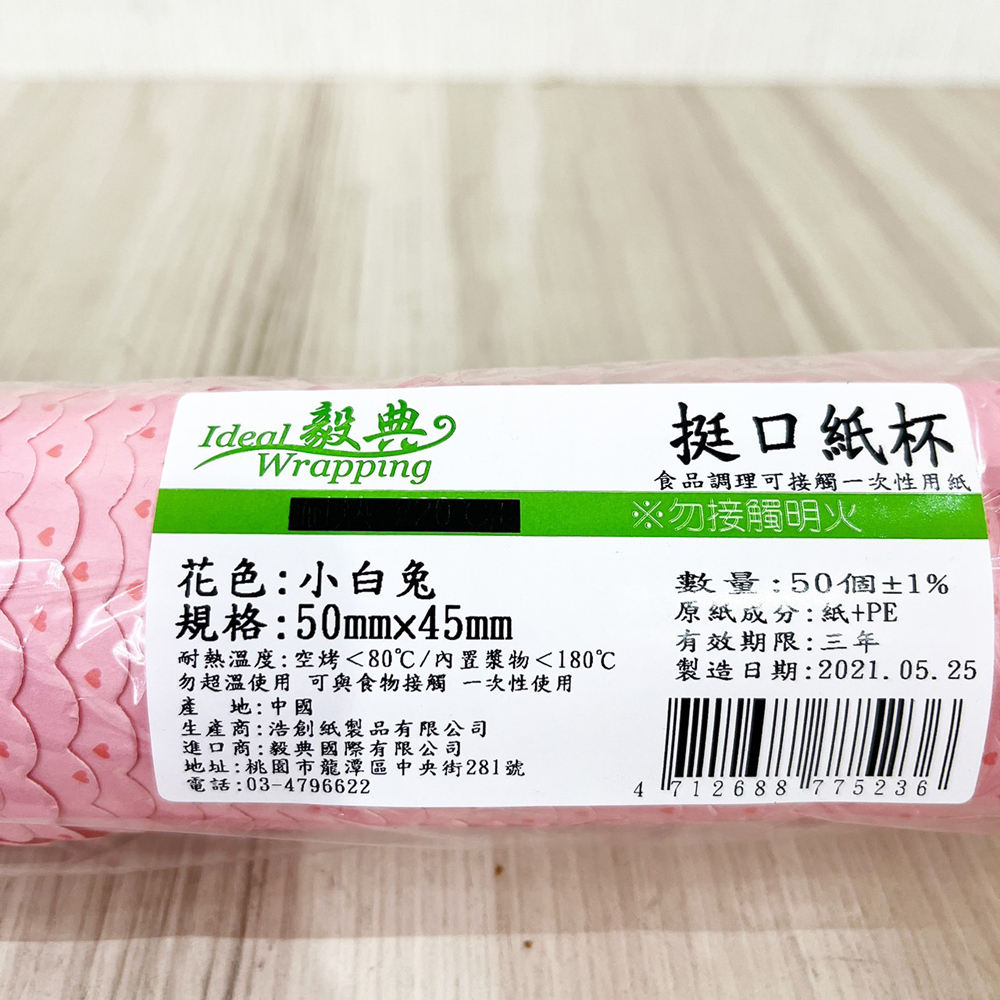 Ideal 毅典
Wrapping
挺口紙杯
食品調理可接觸一次性用紙
※勿接觸明火
花色:小白兔
規格:50mmx45mm
耐熱溫度:空烤<80℃/內置漿物<180℃
勿超溫使用 可與食物接觸 一次性使用
產 地:中國
生產商:浩創紙製品有限公司
進口商:毅典國際有限公司
地址:桃園市龍潭區中央街281號
電話:03-4796622
數量:50個±1%
原紙成分:紙+PE
有效期限:三年
製造日期:2021.05.25
4 712688 775236